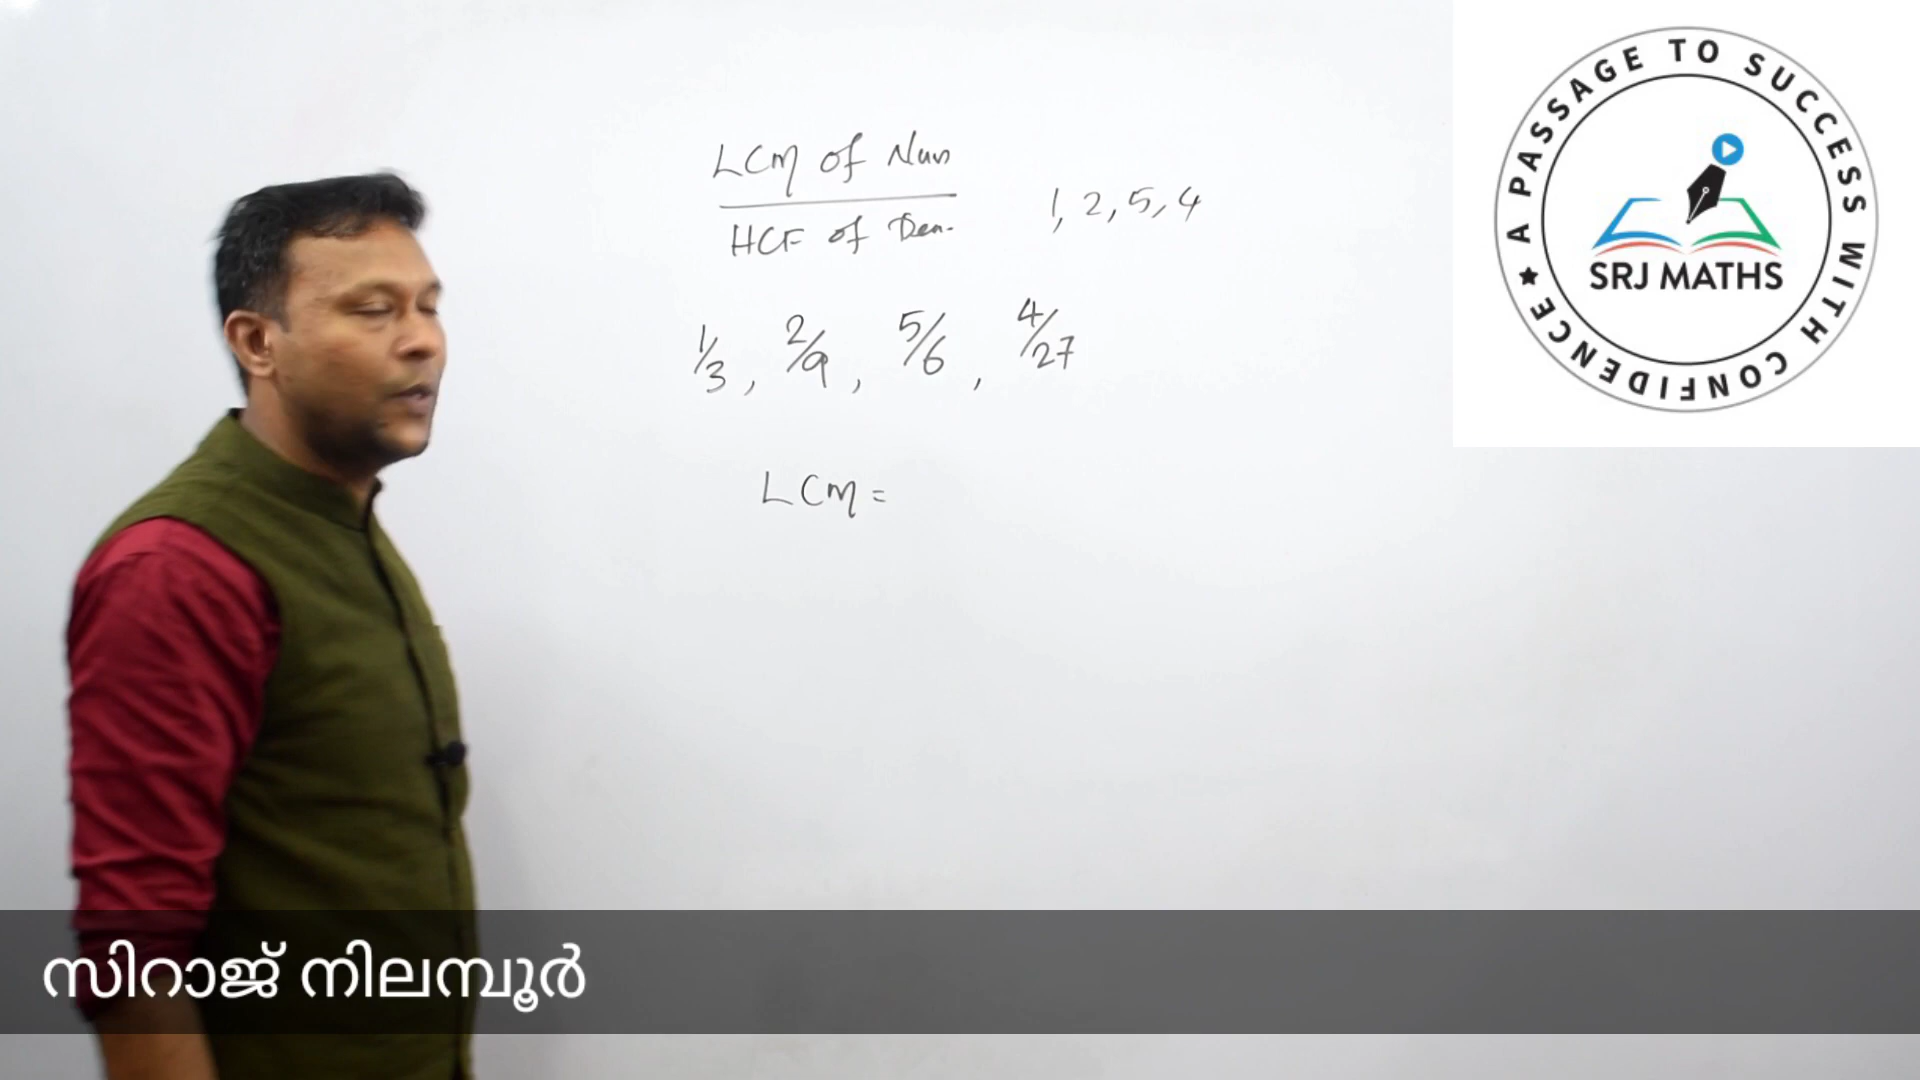 LCM of Num
HCF of Den.
1, 2, 5, 4
1/3, 2/9, 5/6, 4/27
LCM =
A PASSAGE TO SUCCESS WITH CONFIDENCE
SRJ MATHS
സിറാജ് നിലമ്പൂർ